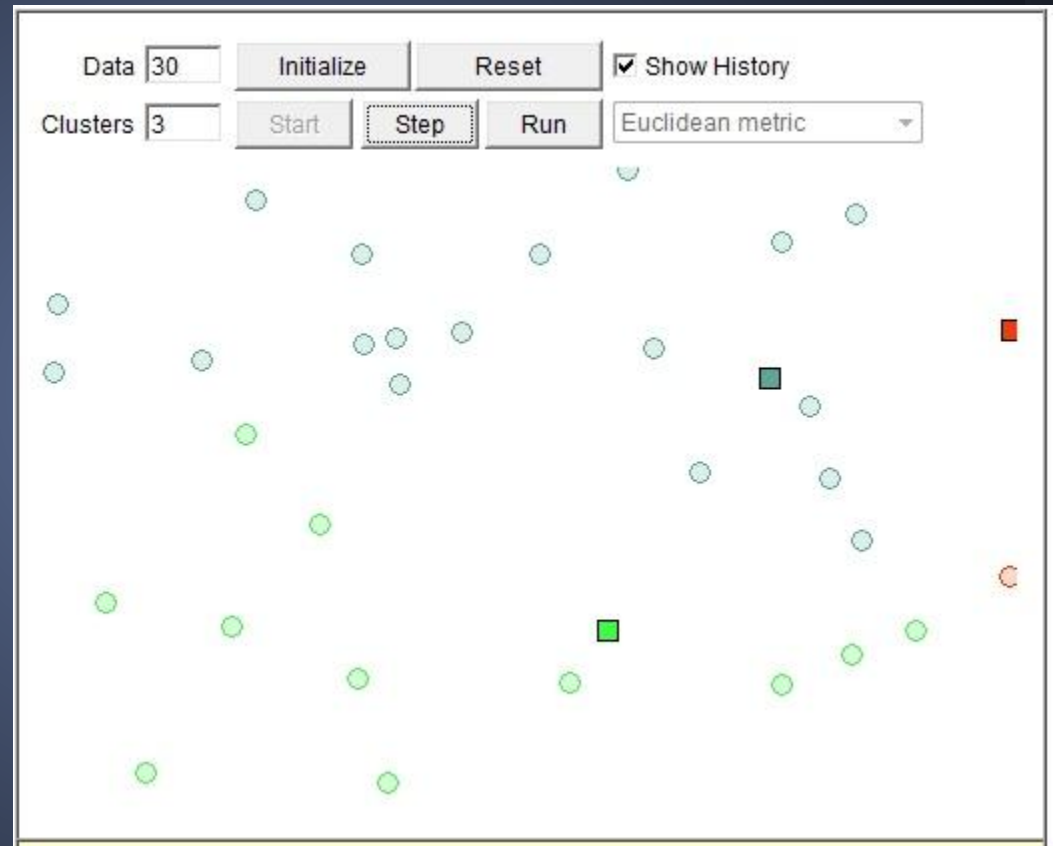 Data 30 Initialize Reset Show History
Clusters 3 Start Step Run Euclidean metric